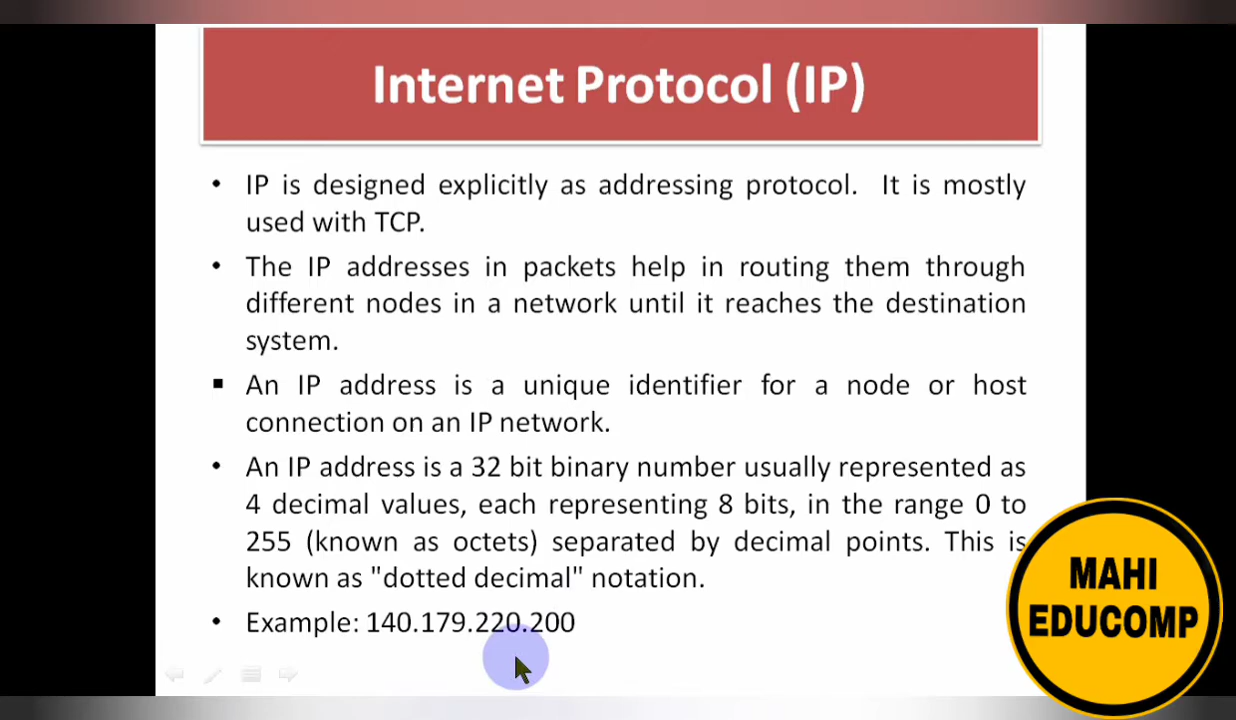 Internet Protocol (IP)
• IP is designed explicitly as addressing protocol. It is mostly
used with TCP.
• The IP addresses in packets help in routing them through
different nodes in a network until it reaches the destination
system.
▪ An IP address is a unique identifier for a node or host
connection on an IP network.
• An IP address is a 32 bit binary number usually represented as
4 decimal values, each representing 8 bits, in the range 0 to
255 (known as octets) separated by decimal points. This is
known as "dotted decimal" notation.
• Example: 140.179.220.200
MAHI
EDUCOMP